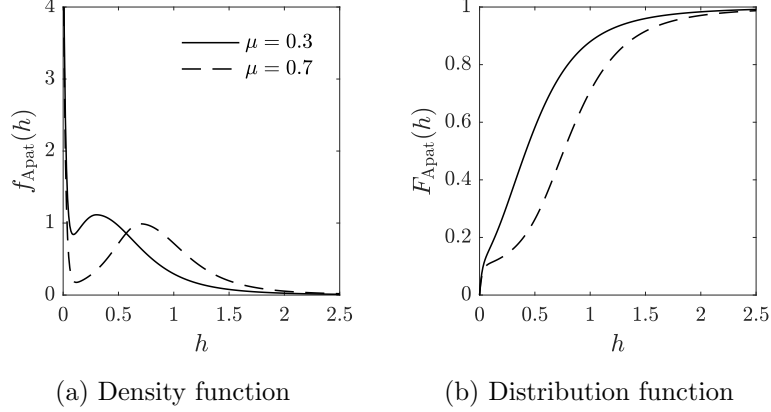 4
3
2
1
0
f_Apat(h)
μ = 0.3
μ = 0.7
0 0.5 1 1.5 2 2.5
h
(a) Density function
1
0.8
0.6
0.4
0.2
0
F_Apat(h)
0 0.5 1 1.5 2 2.5
h
(b) Distribution function